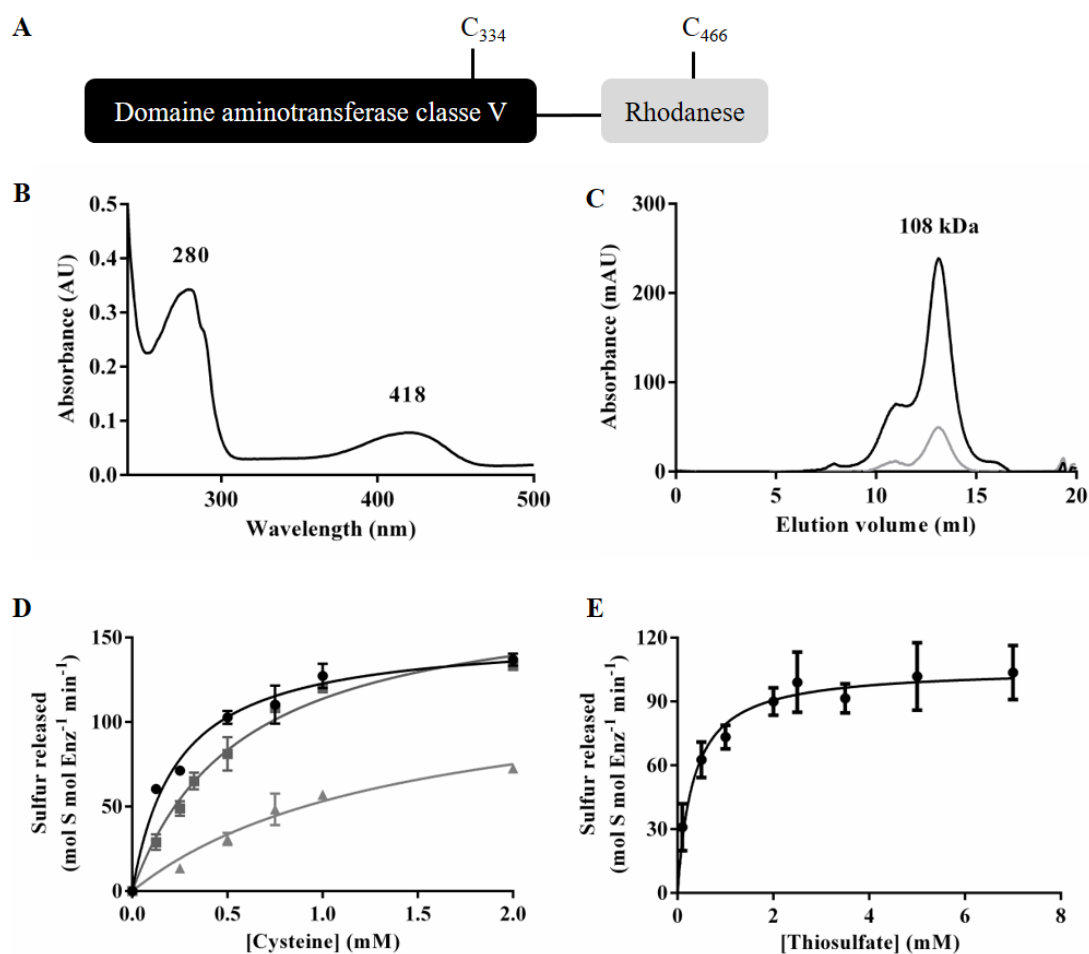 A
C₃₃₄
C₄₆₆
Domaine aminotransferase classe V
Rhodanese
B
0.5
0.4
0.3
0.2
0.1
0.0
280
418
300
400
500
Absorbance (AU)
Wavelength (nm)
C
300
200
100
0
108 kDa
0
5
10
15
20
Absorbance (mAU)
Elution volume (ml)
D
150
100
50
0
0.0
0.5
1.0
1.5
2.0
Sulfur released
(mol S mol Enz⁻¹ min⁻¹)
[Cysteine] (mM)
E
120
90
60
30
0
0
2
4
6
8
Sulfur released
(mol S mol Enz⁻¹ min⁻¹)
[Thiosulfate] (mM)